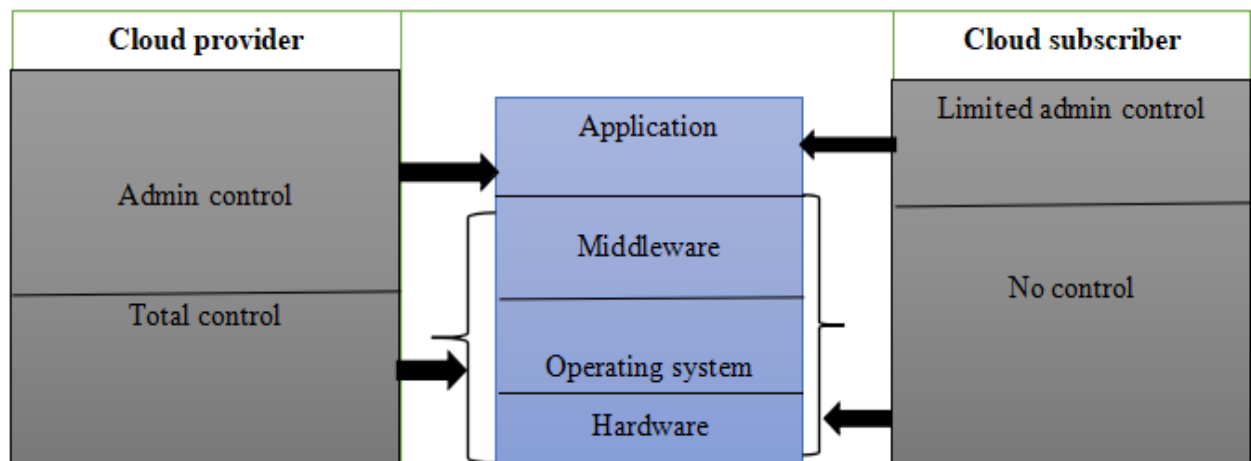 Cloud provider
Cloud subscriber
Application
Limited admin control
Admin control
Middleware
No control
Total control
Operating system
Hardware